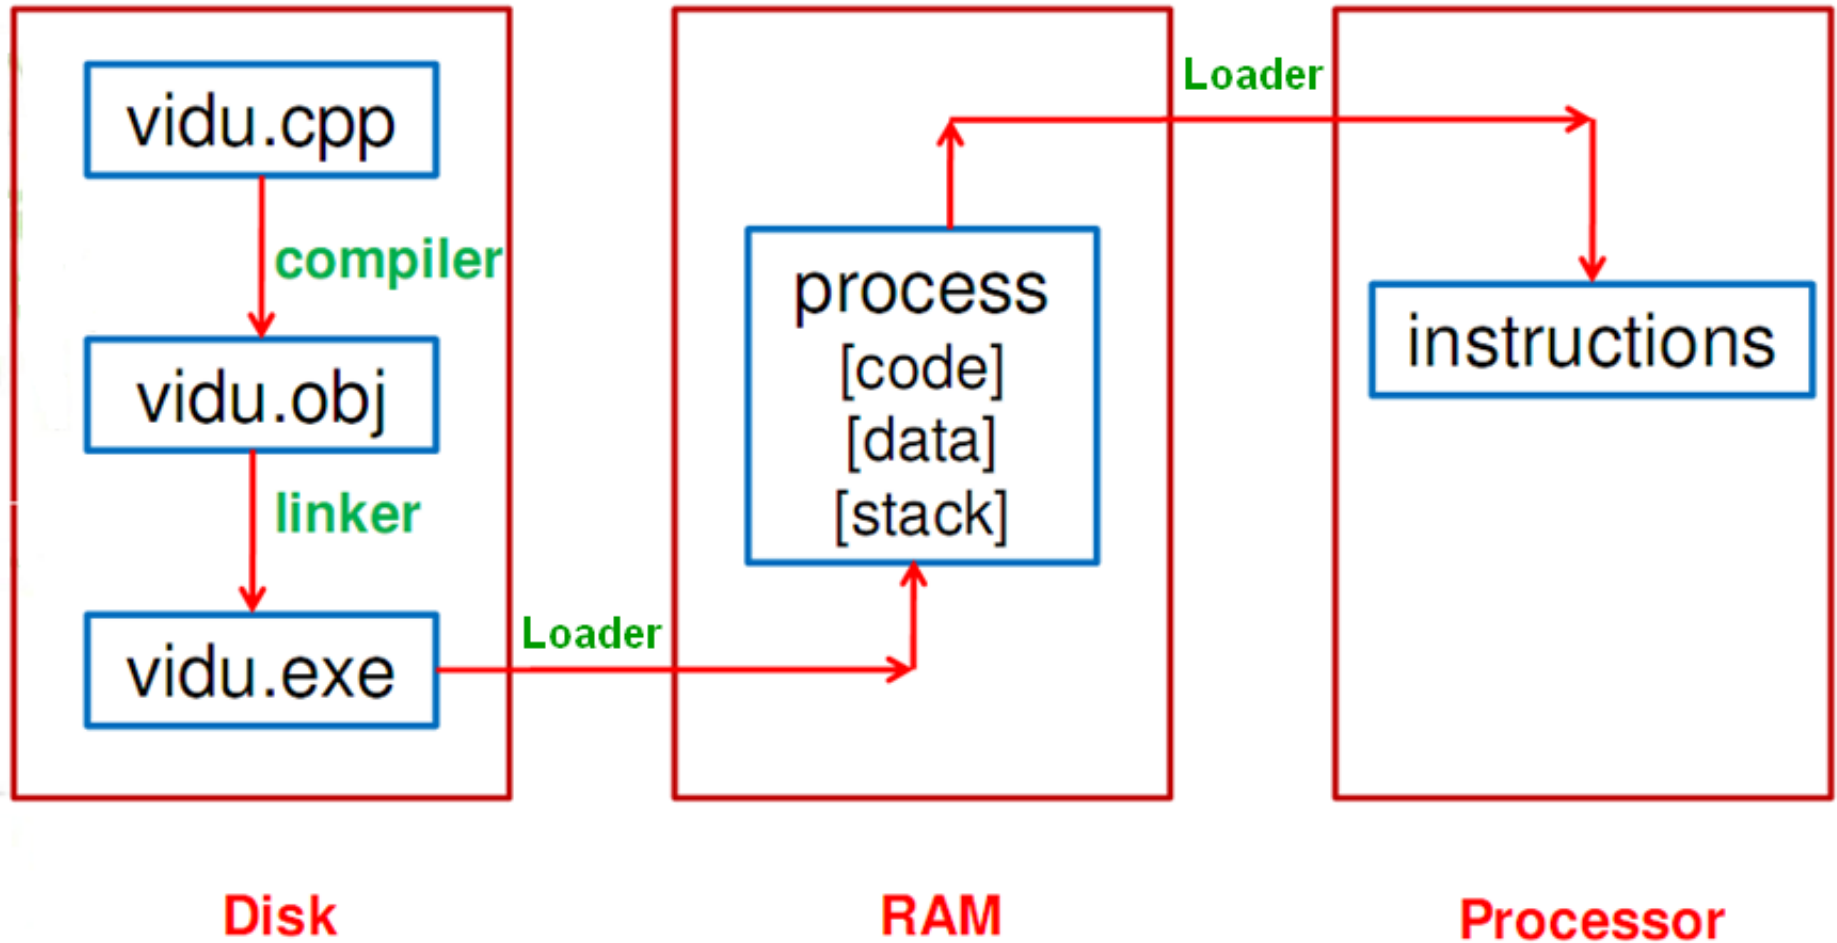 vidu.cpp
compiler
vidu.obj
linker
vidu.exe
Loader
process
[code]
[data]
[stack]
Loader
instructions
Disk
RAM
Processor